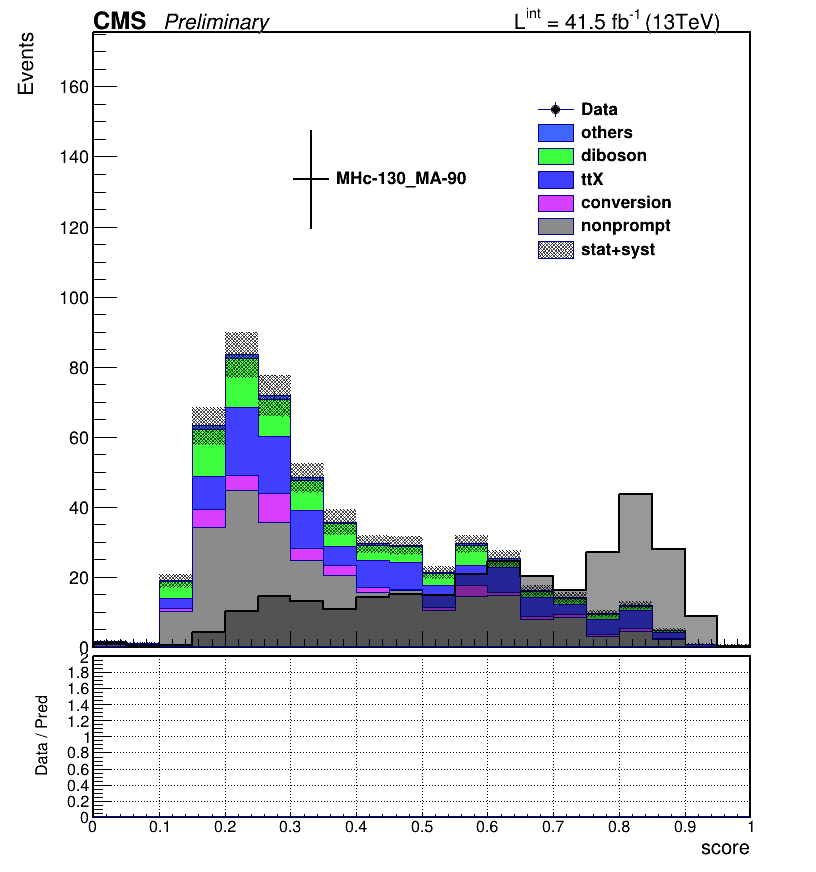 CMS Preliminary L^int = 41.5 fb^-1 (13TeV)
Events
160
140
120
100
80
60
40
20
0
Data
others
diboson
ttX
conversion
nonprompt
stat+syst
MHc-130_MA-90
Data / Pred
2
1.8
1.6
1.4
1.2
1
0.8
0.6
0.4
0.2
0
0 0.1 0.2 0.3 0.4 0.5 0.6 0.7 0.8 0.9 1
score